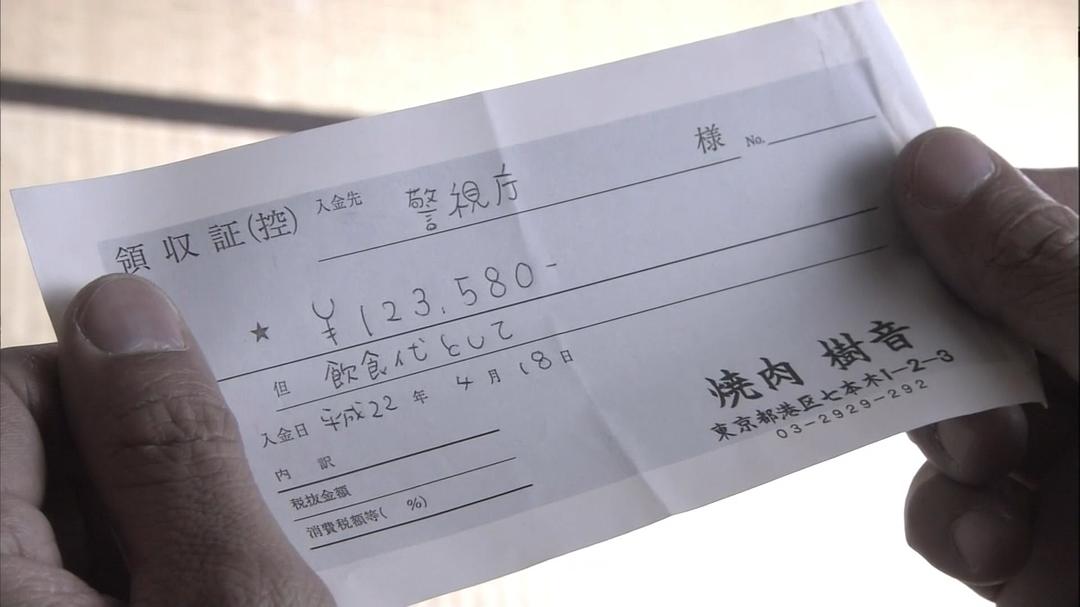 領収証(控)
入金先 警視庁 様 No.
★ ¥123,580-
但 飲食代として
入金日 平成22年 4月 18日
内訳
税抜金額
消費税額等( %)
焼肉 樹音
東京都港区七本木1-2-3
03-2929-292